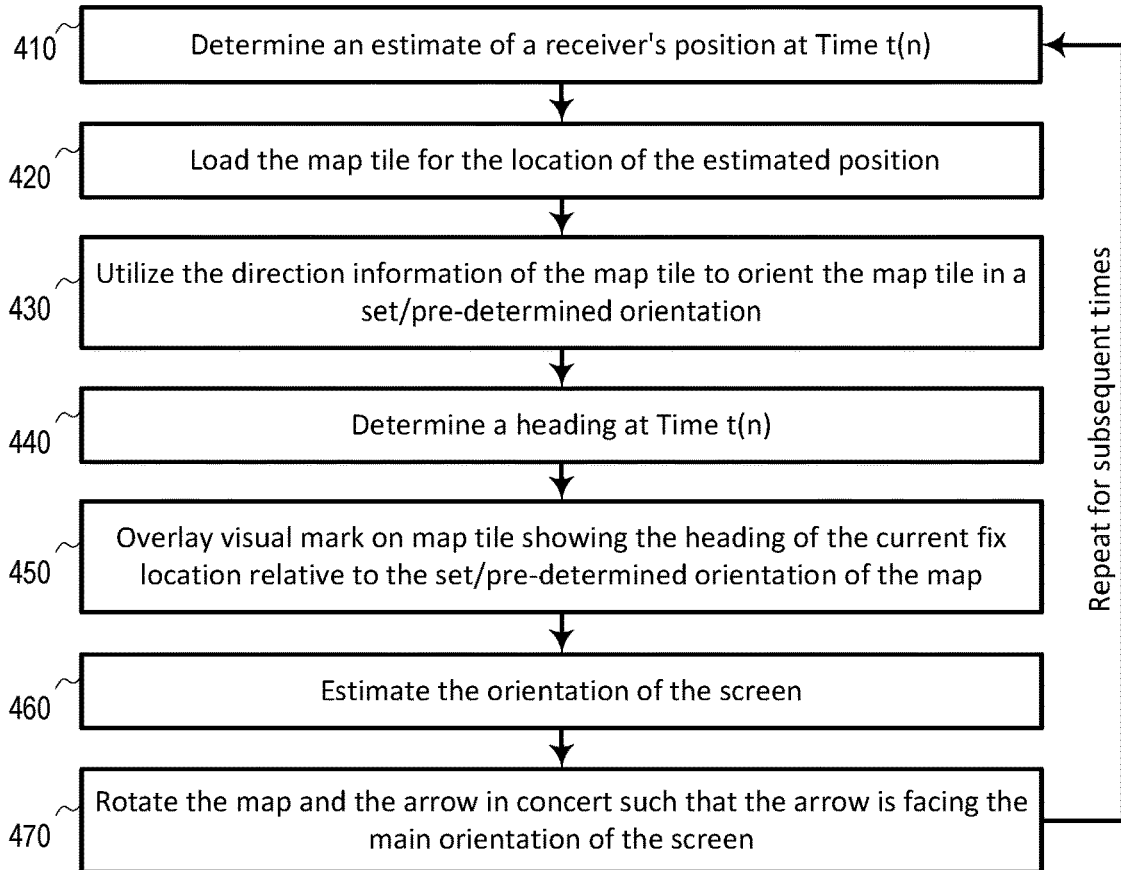 410
Determine an estimate of a receiver's position at Time t(n)
420
Load the map tile for the location of the estimated position
430
Utilize the direction information of the map tile to orient the map tile in a
set/pre-determined orientation
440
Determine a heading at Time t(n)
450
Overlay visual mark on map tile showing the heading of the current fix
location relative to the set/pre-determined orientation of the map
460
Estimate the orientation of the screen
470
Rotate the map and the arrow in concert such that the arrow is facing the
main orientation of the screen
Repeat for subsequent times